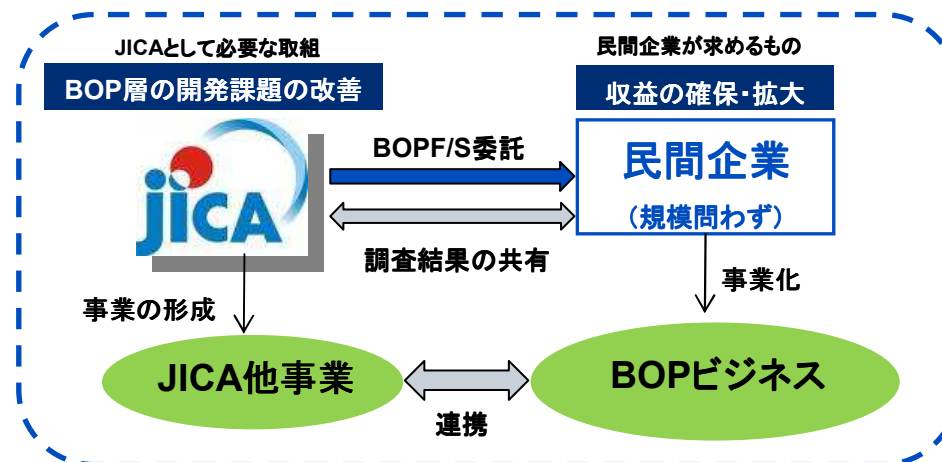 JICAとして必要な取組
民間企業が求めるもの
BOP層の開発課題の改善
収益の確保・拡大
BOPF/S委託
民間企業
(規模問わず)
JICA
調査結果の共有
事業の形成
事業化
JICA他事業
BOPビジネス
連携